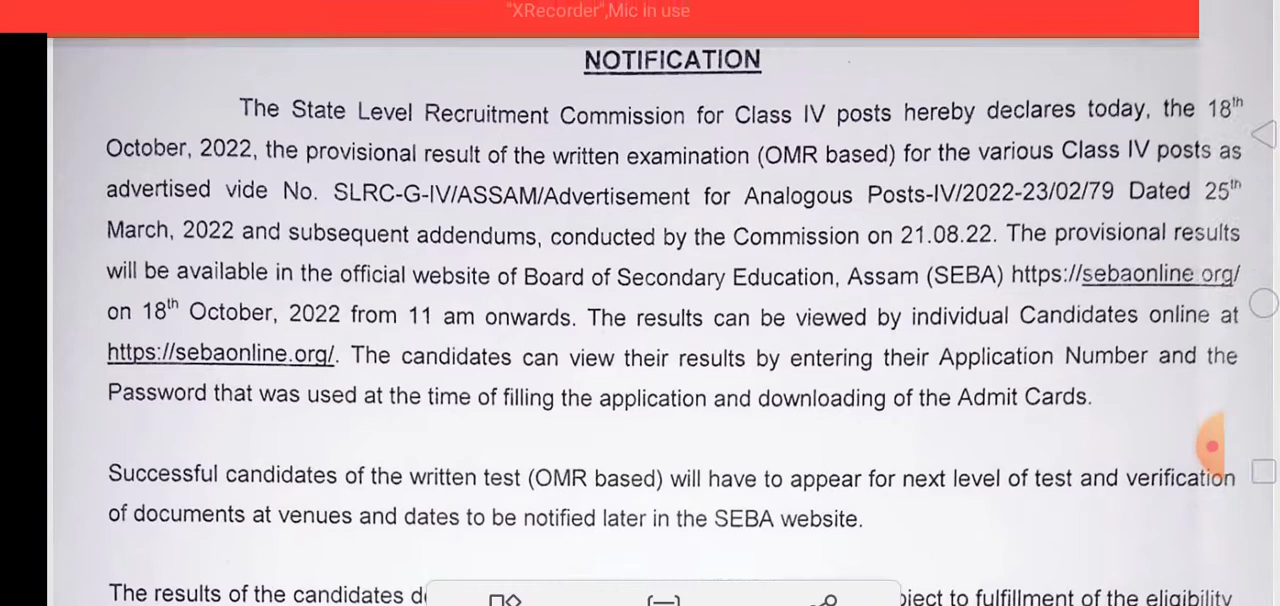 "XRecorder",Mic in use
NOTIFICATION
The State Level Recruitment Commission for Class IV posts hereby declares today, the 18th
October, 2022, the provisional result of the written examination (OMR based) for the various Class IV posts as
advertised vide No. SLRC-G-IV/ASSAM/Advertisement for Analogous Posts-IV/2022-23/02/79 Dated 25th
March, 2022 and subsequent addendums, conducted by the Commission on 21.08.22. The provisional results
will be available in the official website of Board of Secondary Education, Assam (SEBA) https://sebaonline.org/
on 18th October, 2022 from 11 am onwards. The results can be viewed by individual Candidates online at
https://sebaonline.org/. The candidates can view their results by entering their Application Number and the
Password that was used at the time of filling the application and downloading of the Admit Cards.
Successful candidates of the written test (OMR based) will have to appear for next level of test and verification
of documents at venues and dates to be notified later in the SEBA website.
The results of the candidates to fulfillment of the eligibility